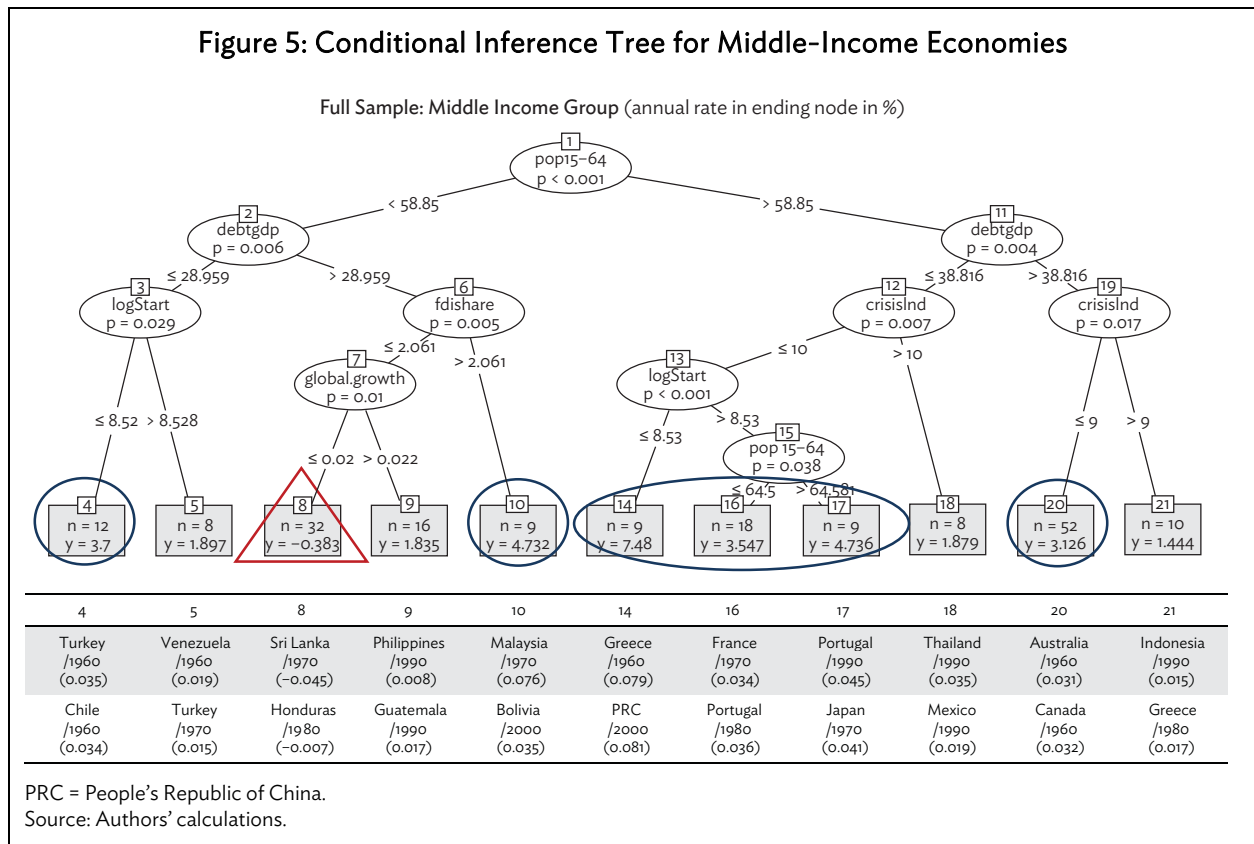 Figure 5: Conditional Inference Tree for Middle-Income Economies
Full Sample: Middle Income Group (annual rate in ending node in %)
1
pop15–64
p < 0.001
< 58.85
> 58.85
2
debtgdp
p = 0.006
11
debtgdp
p = 0.004
≤ 28.959
> 28.959
≤ 38.816
> 38.816
3
logStart
p = 0.029
6
fdishare
p = 0.005
12
crisisInd
p = 0.007
19
crisisInd
p = 0.017
≤ 2.061
> 2.061
≤ 10
> 10
7
global.growth
p = 0.01
13
logStart
p < 0.001
≤ 8.52
> 8.528
≤ 8.53
> 8.53
≤ 9
> 9
15
pop 15–64
p = 0.038
≤ 0.02
> 0.022
≤ 64.5
> 64.581
4
n = 12
y = 3.7
5
n = 8
y = 1.897
8
n = 32
y = −0.383
9
n = 16
y = 1.835
10
n = 9
y = 4.732
14
n = 9
y = 7.48
16
n = 18
y = 3.547
17
n = 9
y = 4.736
18
n = 8
y = 1.879
20
n = 52
y = 3.126
21
n = 10
y = 1.444
4 5 8 9 10 14 16 17 18 20 21
Turkey Venezuela Sri Lanka Philippines Malaysia Greece France Portugal Thailand Australia Indonesia
/1960 /1960 /1970 /1990 /1970 /1960 /1970 /1990 /1990 /1960 /1990
(0.035) (0.019) (−0.045) (0.008) (0.076) (0.079) (0.034) (0.045) (0.035) (0.031) (0.015)
Chile Turkey Honduras Guatemala Bolivia PRC Portugal Japan Mexico Canada Greece
/1960 /1970 /1980 /1990 /2000 /2000 /1980 /1970 /1990 /1960 /1980
(0.034) (0.015) (−0.007) (0.017) (0.035) (0.081) (0.036) (0.041) (0.019) (0.032) (0.017)
PRC = People's Republic of China.
Source: Authors' calculations.